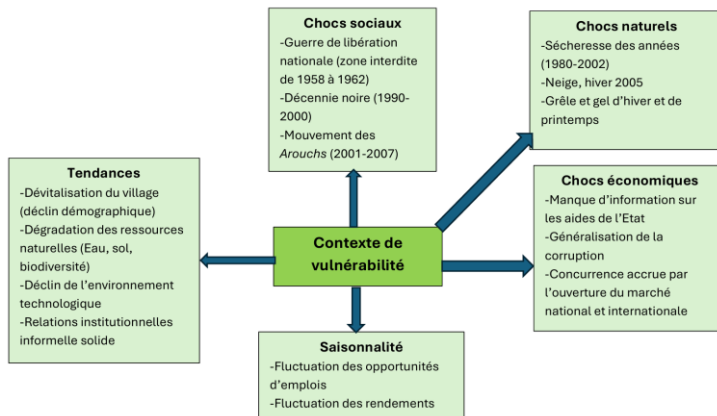 Chocs sociaux
-Guerre de libération
nationale (zone interdite
de 1958 à 1962)
-Décennie noire (1990-
2000)
-Mouvement des
Arouchs (2001-2007)
Chocs naturels
-Sécheresse des années
(1980-2002)
-Neige, hiver 2005
-Grêle et gel d’hiver et de
printemps
Tendances
-Dévitalisation du village
(déclin démographique)
-Dégradation des ressources
naturelles (Eau, sol,
biodiversité)
-Déclin de l’environnement
technologique
-Relations institutionnelles
informelle solide
Contexte de
vulnérabilité
Chocs économiques
-Manque d’information sur
les aides de l’Etat
-Généralisation de la
corruption
-Concurrence accrue par
l’ouverture du marché
national et internationale
Saisonnalité
-Fluctuation des opportunités
d’emplois
-Fluctuation des rendements